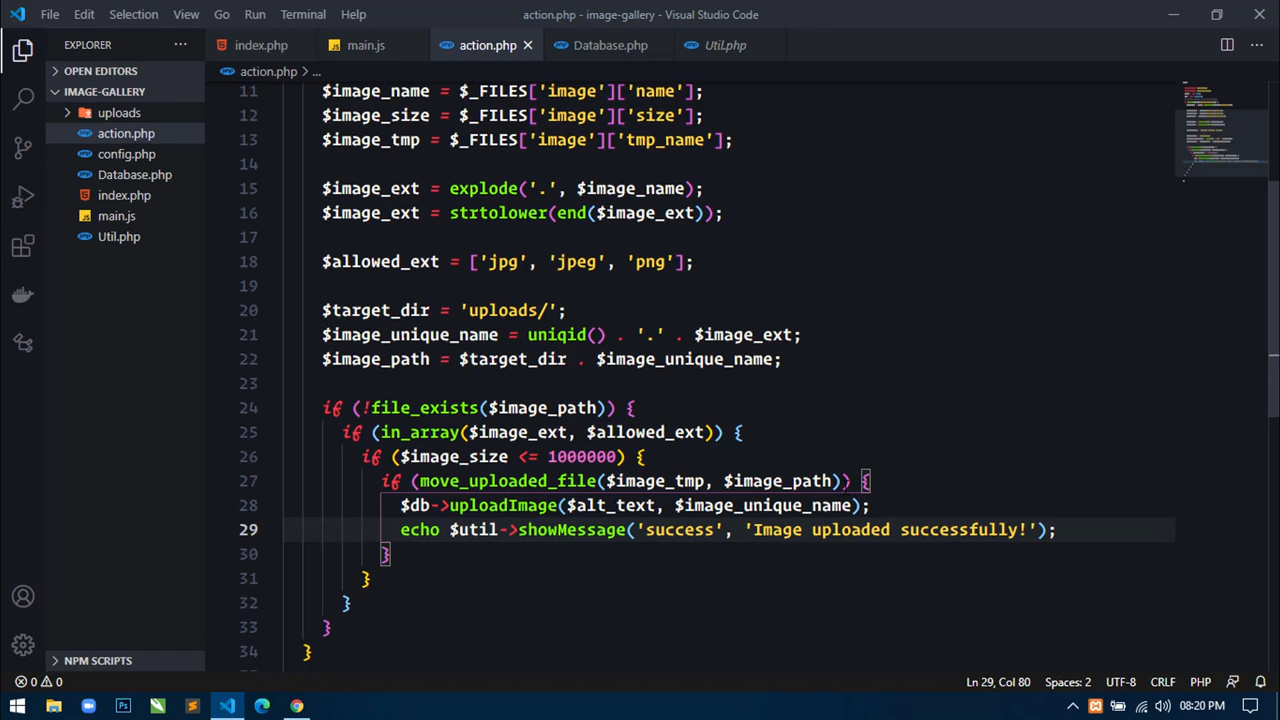 File Edit Selection View Go Run Terminal Help
action.php - image-gallery - Visual Studio Code
EXPLORER
index.php
main.js
action.php
Database.php
Util.php
OPEN EDITORS
action.php > ...
IMAGE-GALLERY
uploads
action.php
config.php
Database.php
index.php
main.js
Util.php
11 $image_name = $_FILES['image']['name'];
12 $image_size = $_FILES['image']['size'];
13 $image_tmp = $_FILES['image']['tmp_name'];
14
15 $image_ext = explode('.', $image_name);
16 $image_ext = strtolower(end($image_ext));
17
18 $allowed_ext = ['jpg', 'jpeg', 'png'];
19
20 $target_dir = 'uploads/';
21 $image_unique_name = uniqid() . '.' . $image_ext;
22 $image_path = $target_dir . $image_unique_name;
23
24 if (!file_exists($image_path)) {
25 if (in_array($image_ext, $allowed_ext)) {
26 if ($image_size <= 1000000) {
27 if (move_uploaded_file($image_tmp, $image_path)) {
28 $db->uploadImage($alt_text, $image_unique_name);
29 echo $util->showMessage('success', 'Image uploaded successfully!');
30 }
31 }
32 }
33 }
34 }
NPM SCRIPTS
0 0
Ln 29, Col 80 Spaces: 2 UTF-8 CRLF PHP
08:20 PM